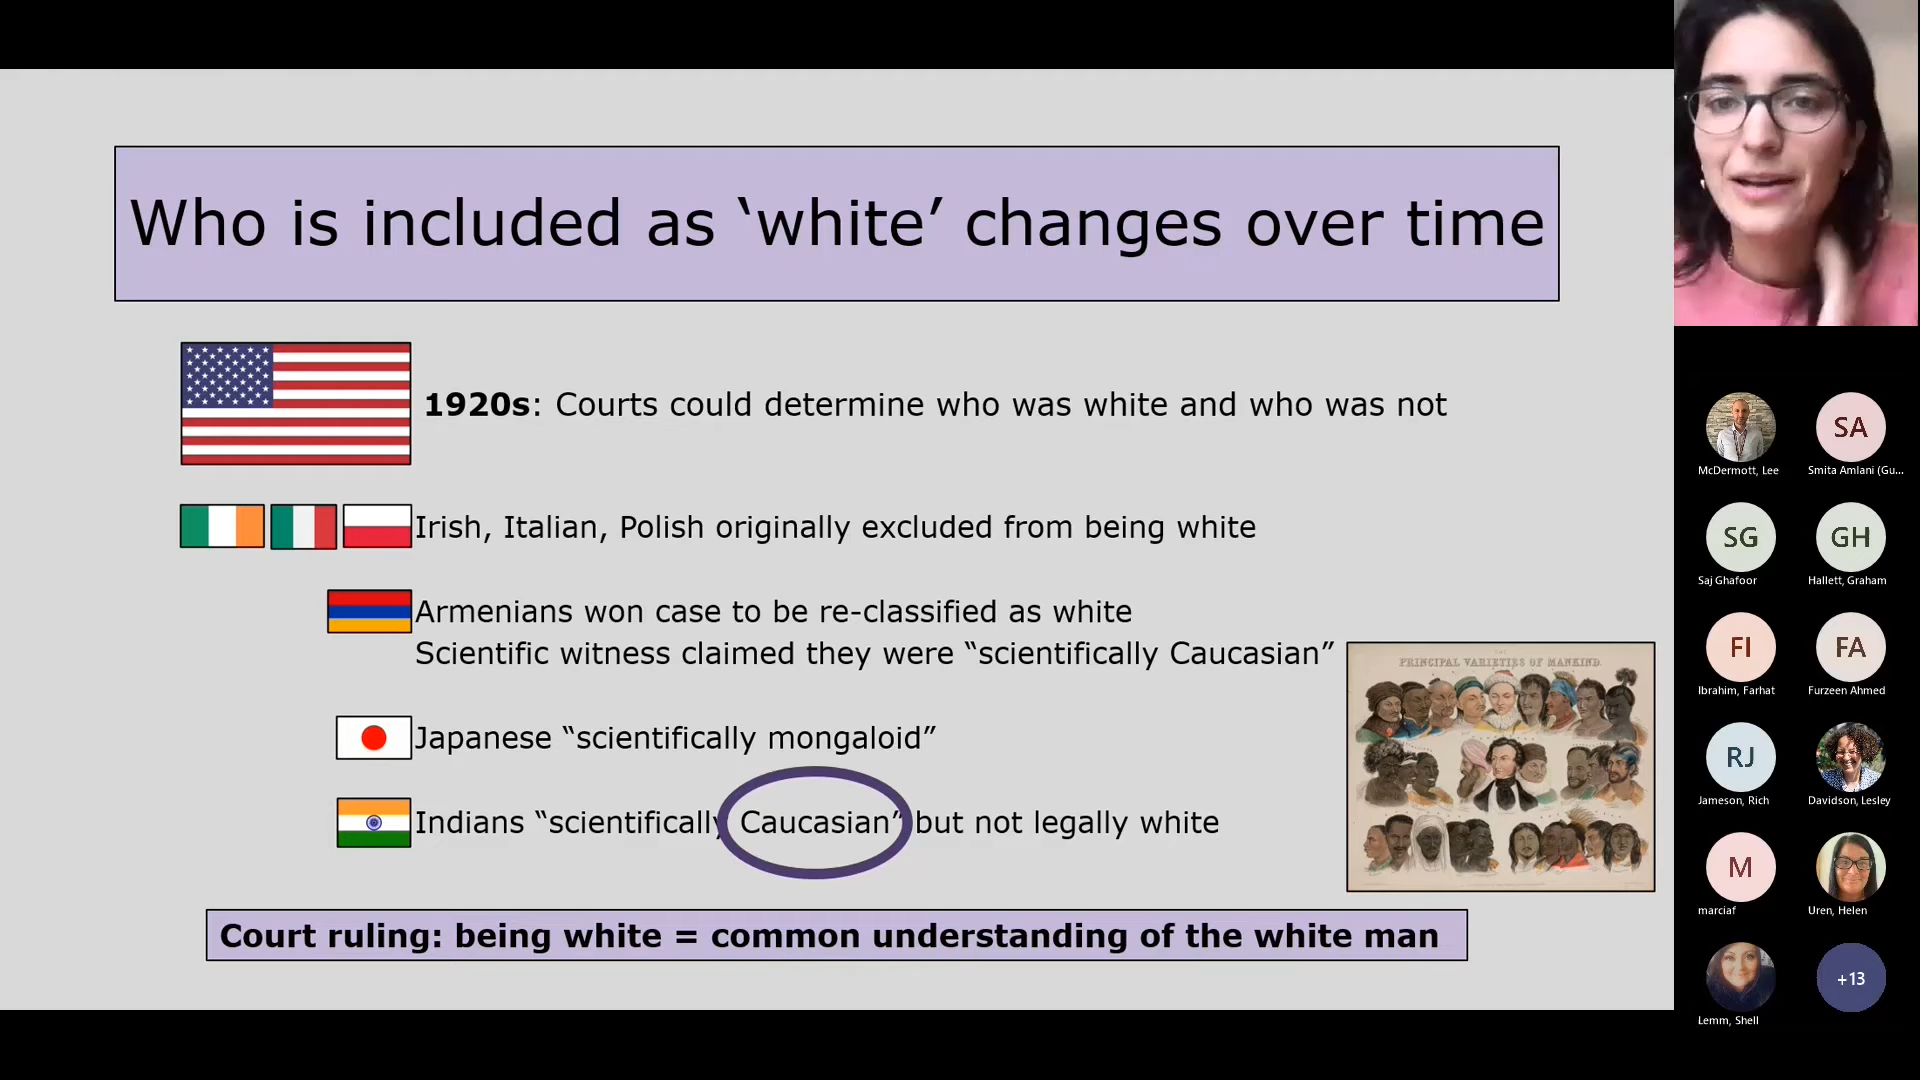 Who is included as ‘white’ changes over time
1920s: Courts could determine who was white and who was not
Irish, Italian, Polish originally excluded from being white
Armenians won case to be re-classified as white
Scientific witness claimed they were “scientifically Caucasian”
PRINCIPAL VARIETIES OF MANKIND.
Japanese “scientifically mongaloid”
Indians “scientifically Caucasian” but not legally white
Court ruling: being white = common understanding of the white man
McDermott, Lee
SA
Smita Amlani (Gu...
SG
Saj Ghafoor
GH
Hallett, Graham
FI
Ibrahim, Farhat
FA
Furzeen Ahmed
RJ
Jameson, Rich
Davidson, Lesley
M
marciaf
Uren, Helen
Lemm, Shell
+13